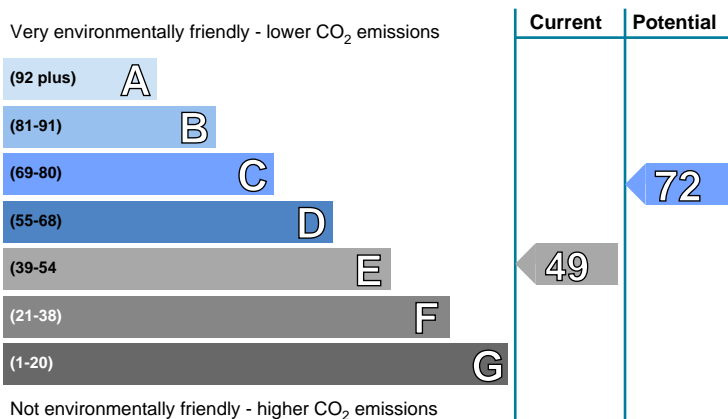 Current Potential
Very environmentally friendly - lower CO2 emissions
(92 plus) A
(81-91) B
(69-80) C
72
(55-68) D
(39-54 E
49
(21-38) F
(1-20) G
Not environmentally friendly - higher CO2 emissions